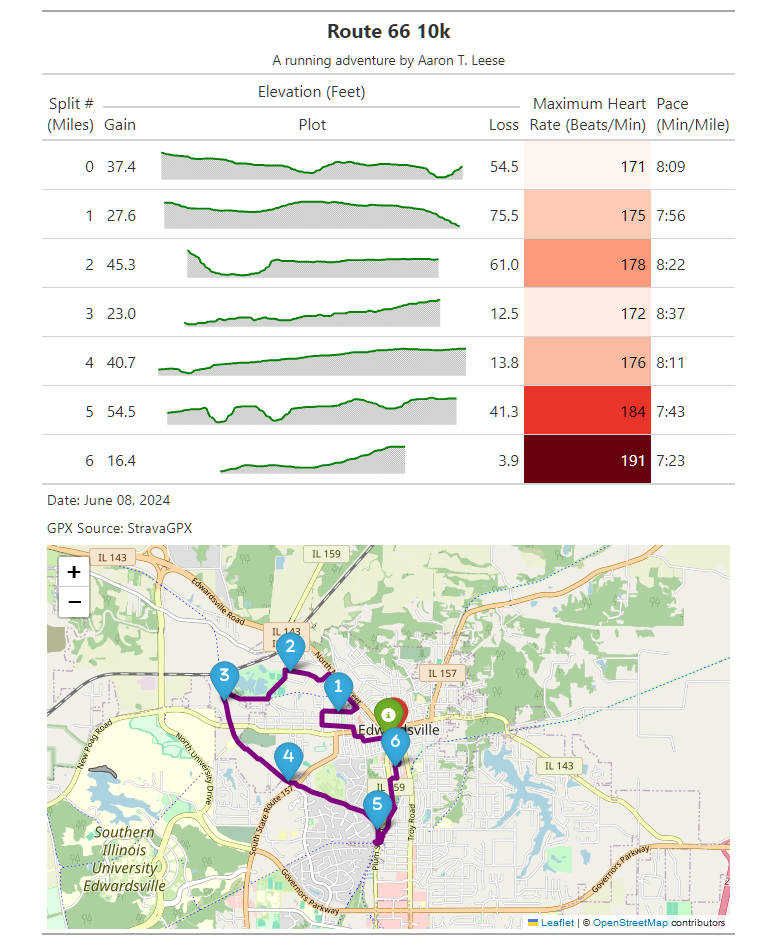 Route 66 10k
A running adventure by Aaron T. Leese
Elevation (Feet)
Split #
(Miles)
Gain
Plot
Loss
Maximum Heart
Rate (Beats/Min)
Pace
(Min/Mile)
0 37.4 54.5 171 8:09
1 27.6 75.5 175 7:56
2 45.3 61.0 178 8:22
3 23.0 12.5 172 8:37
4 40.7 13.8 176 8:11
5 54.5 41.3 184 7:43
6 16.4 3.9 191 7:23
Date: June 08, 2024
GPX Source: StravaGPX
IL 143
IL 159
+
−
Edwardsville Road
IL 143
2
North
IL 157
3
1
i
Edwardsville
6
New Poag Road
North University Drive
4
IL 143
South State Route 157
5
Troy Road
Southern
Illinois
University
Edwardsville
Governors Parkway
Governors Parkway
Leaflet | © OpenStreetMap contributors